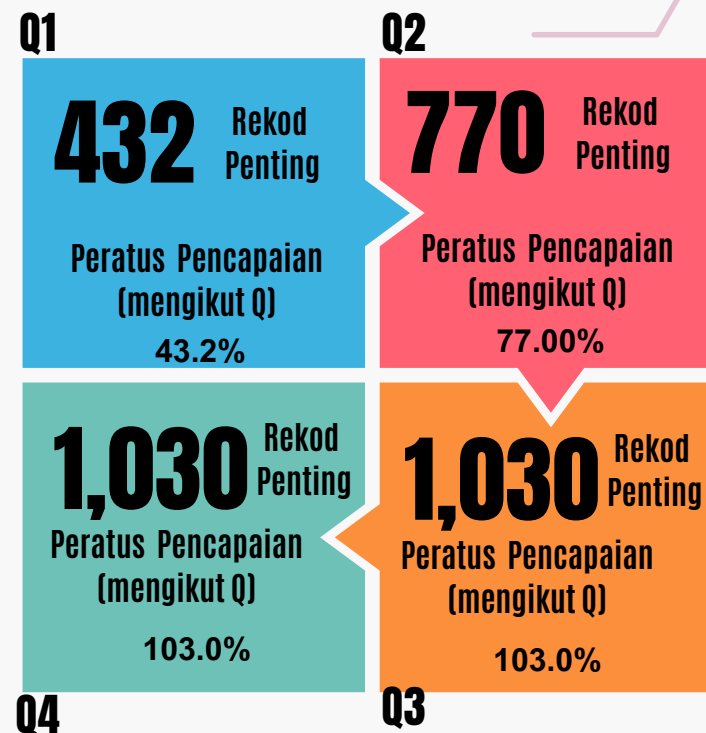 Q1
432
Rekod
Penting
Peratus Pencapaian
(mengikut Q)
43.2%
Q2
770
Rekod
Penting
Peratus Pencapaian
(mengikut Q)
77.00%
1,030
Rekod
Penting
Peratus Pencapaian
(mengikut Q)
103.0%
Q3
1,030
Rekod
Penting
Peratus Pencapaian
(mengikut Q)
103.0%
Q4